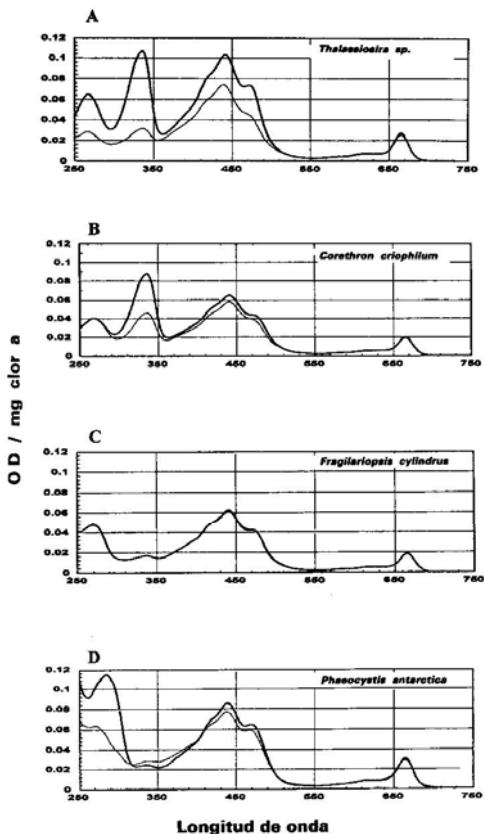 A
0.12
Thalassiosira sp.
0.1
0.08
0.06
0.04
0.02
0
250 350 450 550 650 750
B
0.12
Corethron criophilum
0.1
0.08
0.06
0.04
0.02
0
250 350 450 550 650 750
C
0.12
Fragilariopsis cylindrus
0.1
0.08
0.06
0.04
0.02
0
250 350 450 550 650 750
D
0.12
Phaeocystis antarctica
0.1
0.08
0.06
0.04
0.02
0
250 350 450 550 650 750
OD / mg clor a
Longitud de onda